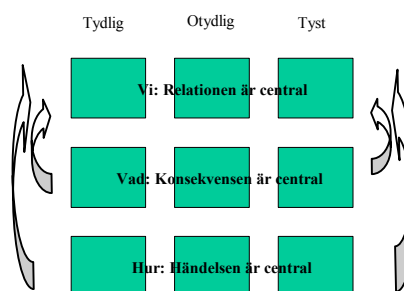 Tydlig Otydlig Tyst
Vi: Relationen är central
Vad: Konsekvensen är central
Hur: Händelsen är central